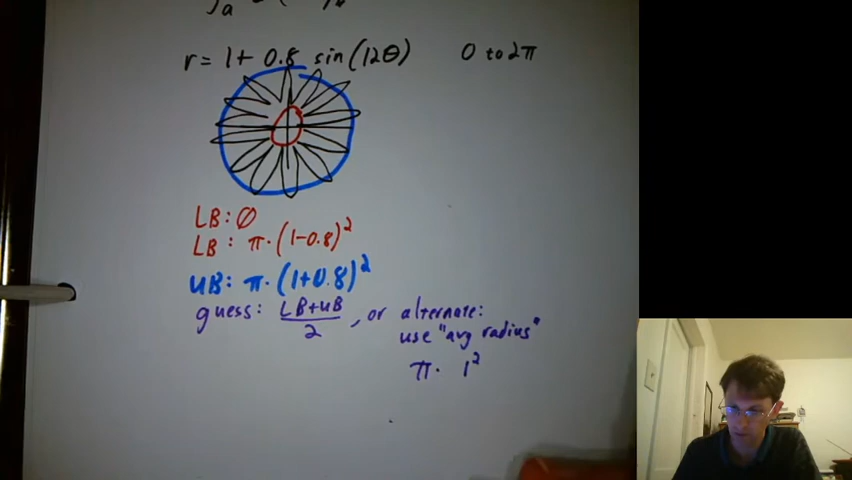 ∫a
r = 1 + 0.8 sin(12θ) 0 to 2π
LB: ∅
LB: π·(1-0.8)²
UB: π·(1+0.8)²
guess: LB+UB/2, or alternate:
use "avg radius"
π· 1²